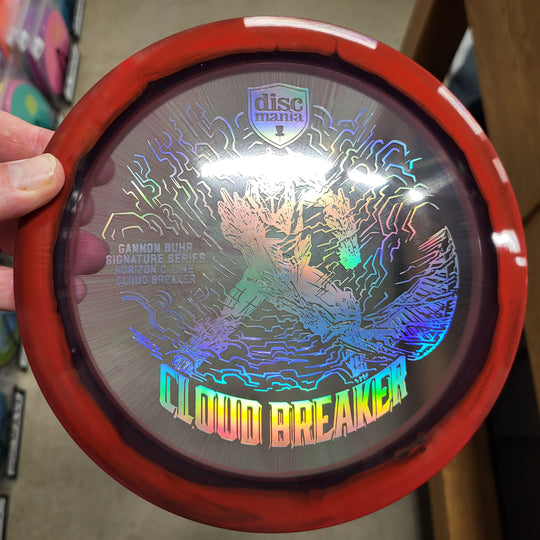 disc
mania
GANNON BUHR
SIGNATURE SERIES
HORIZON C-LINE
CLOUD BREAKER
CLOUD BREAKER